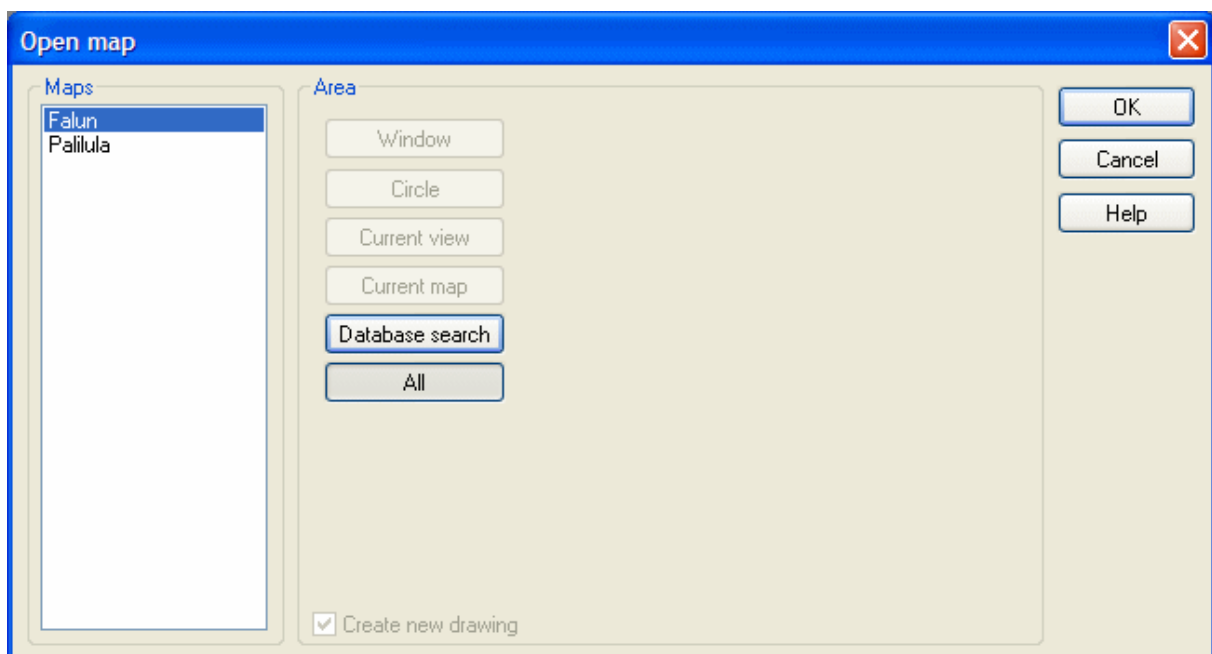 Open map
Maps
Falun
Palilula
Area
Window
Circle
Current view
Current map
Database search
All
Create new drawing
OK
Cancel
Help